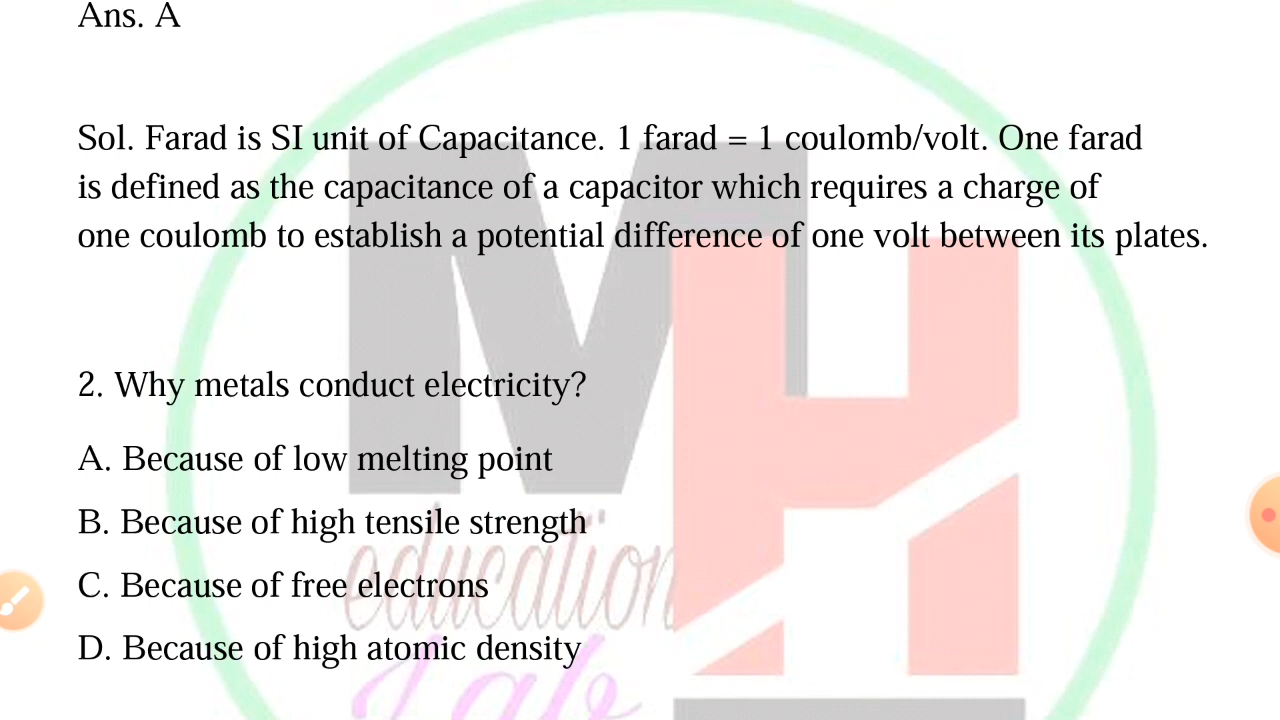 Ans. A
Sol. Farad is SI unit of Capacitance. 1 farad = 1 coulomb/volt. One farad
is defined as the capacitance of a capacitor which requires a charge of
one coulomb to establish a potential difference of one volt between its plates.
2. Why metals conduct electricity?
A. Because of low melting point
B. Because of high tensile strength
C. Because of free electrons
D. Because of high atomic density
MH
education
Lab